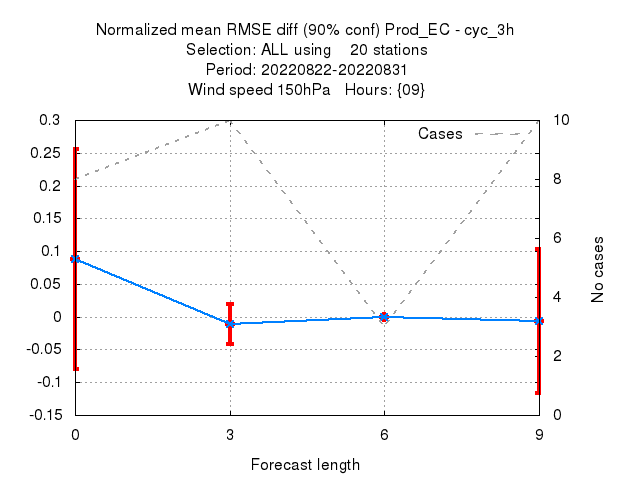 Normalized mean RMSE diff (90% conf) Prod_EC - cyc_3h
Selection: ALL using 20 stations
Period: 20220822-20220831
Wind speed 150hPa Hours: {09}
Cases
0.3
0.25
0.2
0.15
0.1
0.05
0
-0.05
-0.1
-0.15
10
8
6
4
2
0
No cases
0 3 6 9
Forecast length